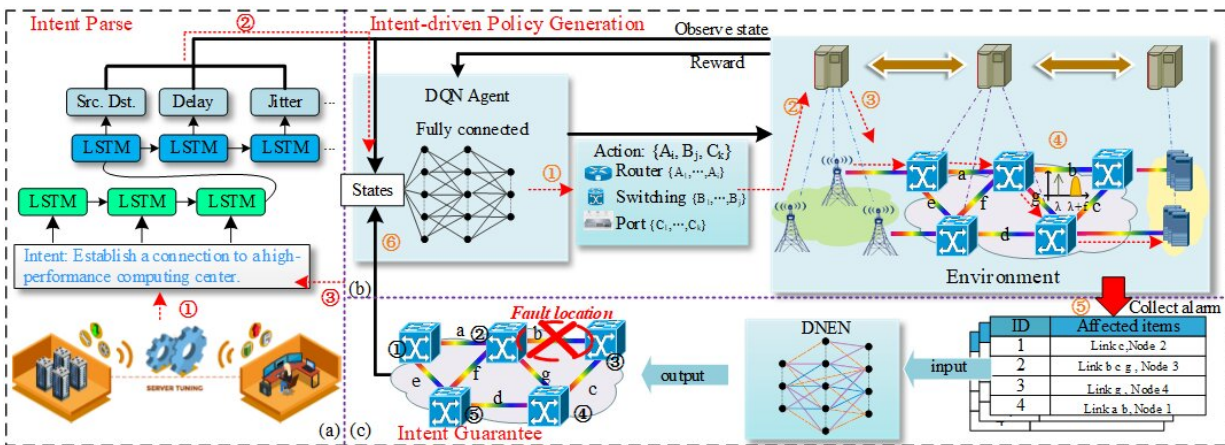 Intent Parse
②
Src. Dst.
Delay
Jitter
...
LSTM
LSTM
LSTM
...
LSTM
LSTM
LSTM
Intent: Establish a connection to a high-
performance computing center.
①
③
SERVER TUNING
(a)
Intent-driven Policy Generation
Observe state
Reward
DQN Agent
Fully connected
States
①
⑥
Action: {Ai, Bj, Ck}
Router {A1,⋯,Ai}
Switching {B1,⋯,Bj}
Port {C1,⋯,Ck}
②
③
④
a
b
e
f
g
c
d
λ λ+f
Environment
(b)
⑤
Collect alarm
ID
Affected items
1
Link c,Node 2
2
Link b c g , Node 3
3
Link g , Node 4
4
Link a b, Node 1
input
DNEN
output
Fault location
①
a
②
b
③
e
f
g
c
⑤
d
④
Intent Guarantee
(c)